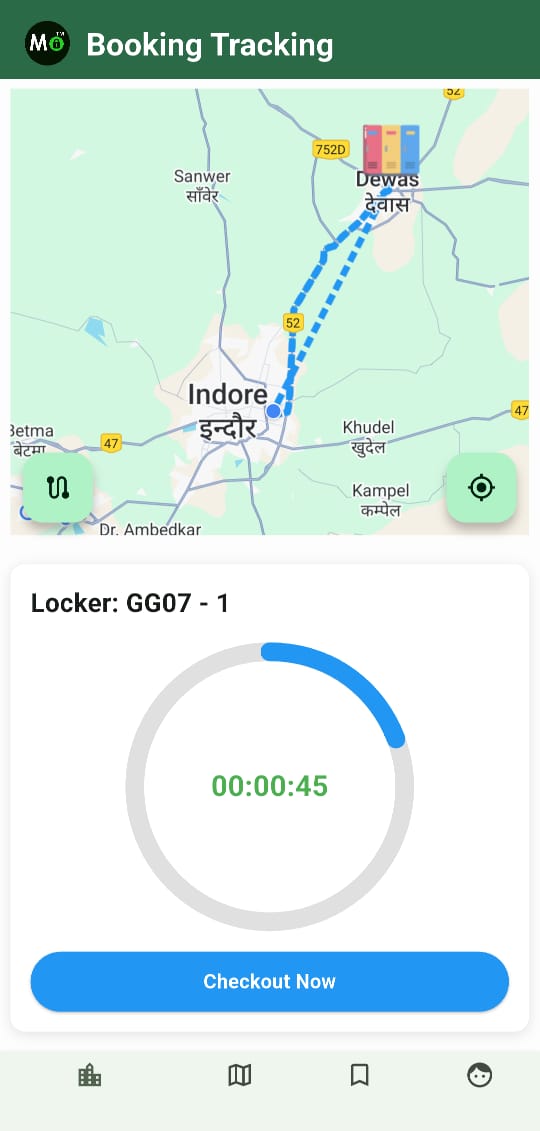 M TM
Booking Tracking
52
752D
Sanwer
साँवेर
Dewas
देवास
52
Indore
इन्दौर
47
Betma
बेटमा
47
Khudel
खुदेल
Kampel
कम्पेल
Dr. Ambedkar
Locker: GG07 - 1
00:00:45
Checkout Now